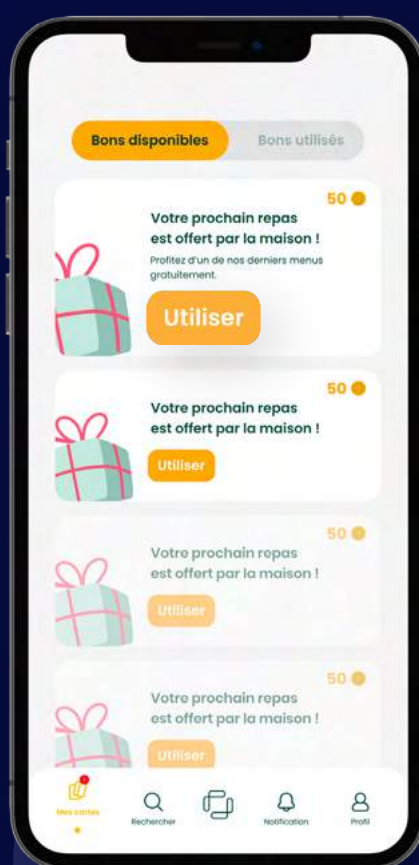 Bons disponibles
Bons utilisés
50
Votre prochain repas
est offert par la maison !
Profitez d'un de nos derniers menus
gratuitement.
Utiliser
50
Votre prochain repas
est offert par la maison !
Utiliser
50
Votre prochain repas
est offert par la maison !
Utiliser
50
Votre prochain repas
est offert par la maison !
Utiliser
Mes cartes
Rechercher
Notification
Profil